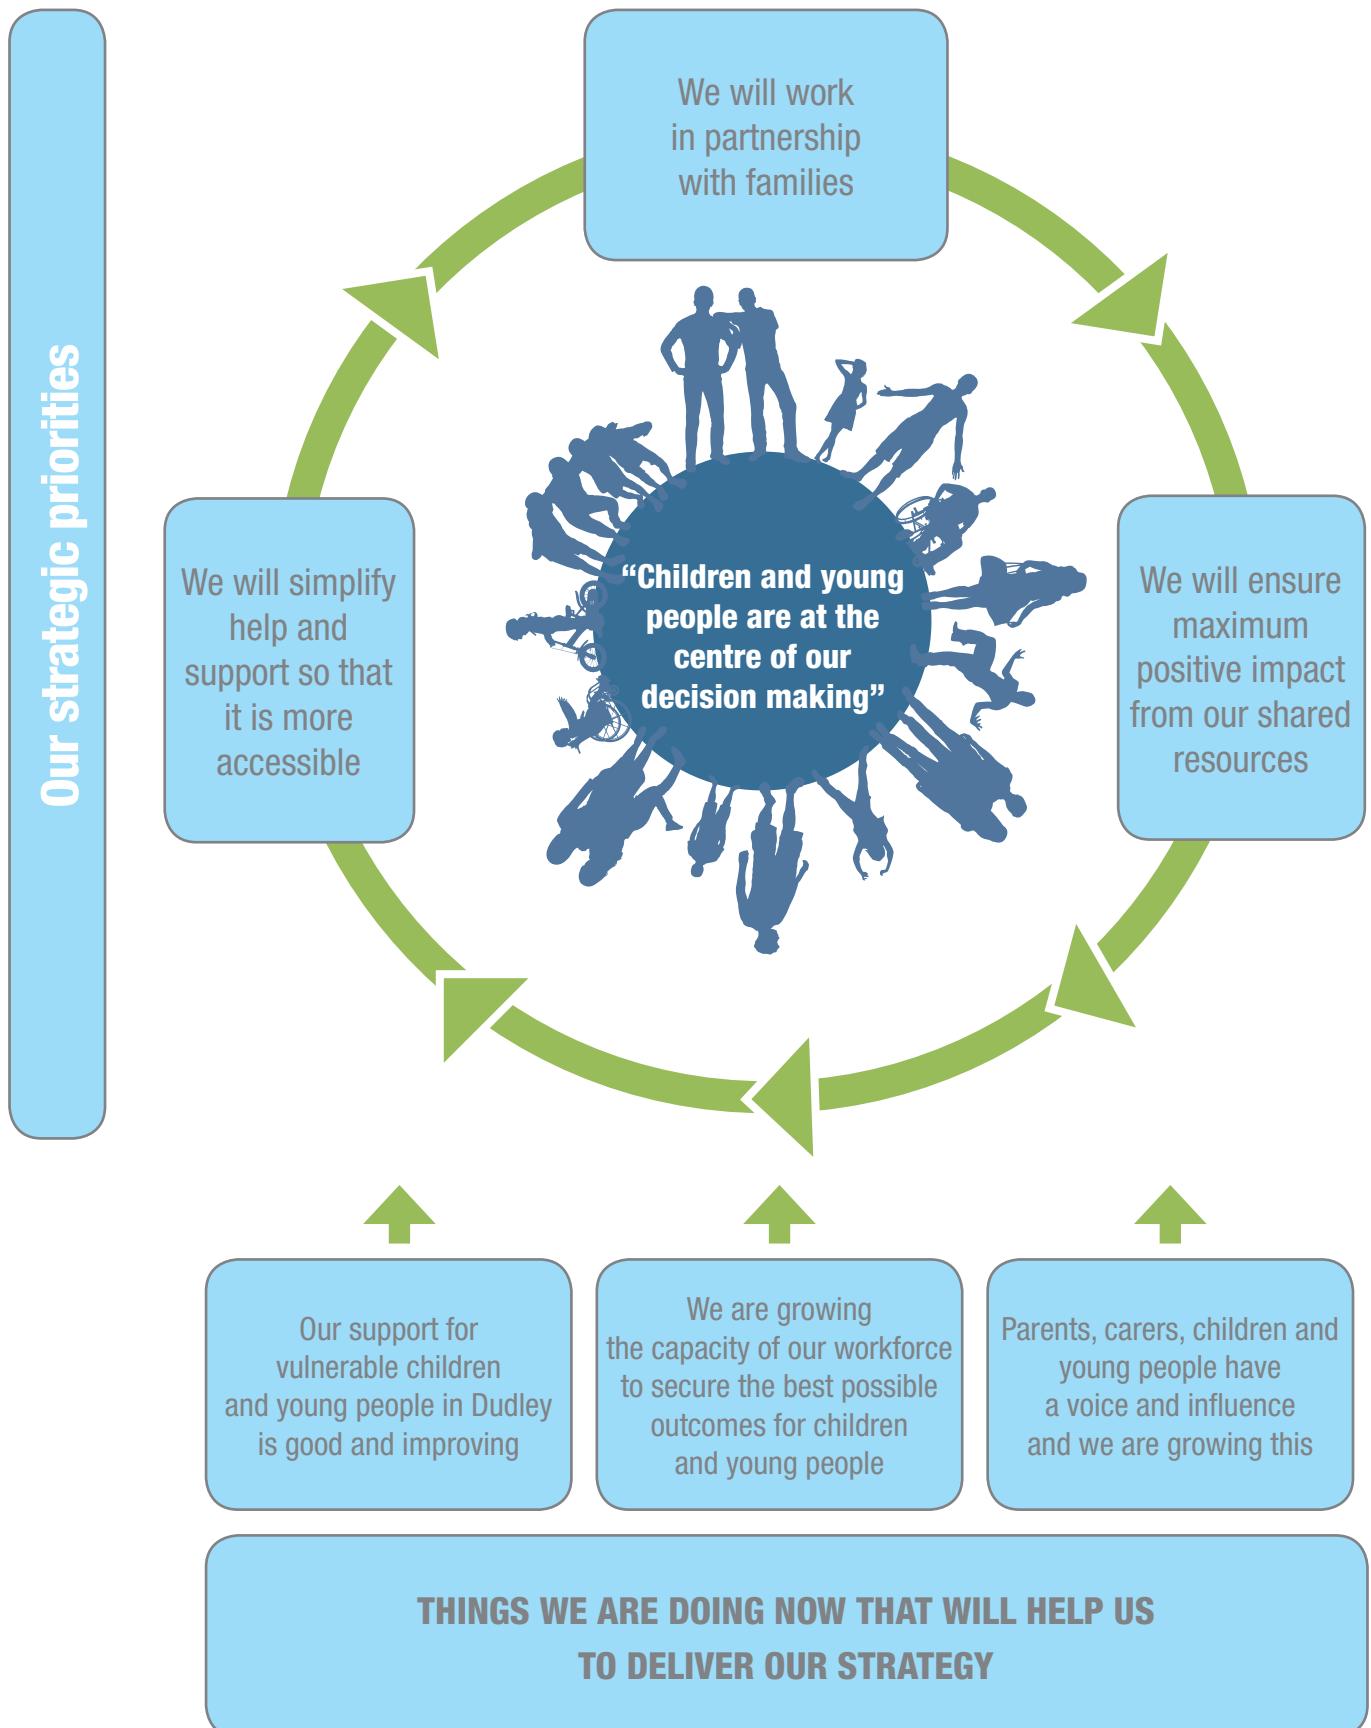 Our strategic priorities
We will work
in partnership
with families
We will simplify
help and
support so that
it is more
accessible
“Children and young
people are at the
centre of our
decision making”
We will ensure
maximum
positive impact
from our shared
resources
Our support for
vulnerable children
and young people in Dudley
is good and improving
We are growing
the capacity of our workforce
to secure the best possible
outcomes for children
and young people
Parents, carers, children and
young people have
a voice and influence
and we are growing this
THINGS WE ARE DOING NOW THAT WILL HELP US
TO DELIVER OUR STRATEGY